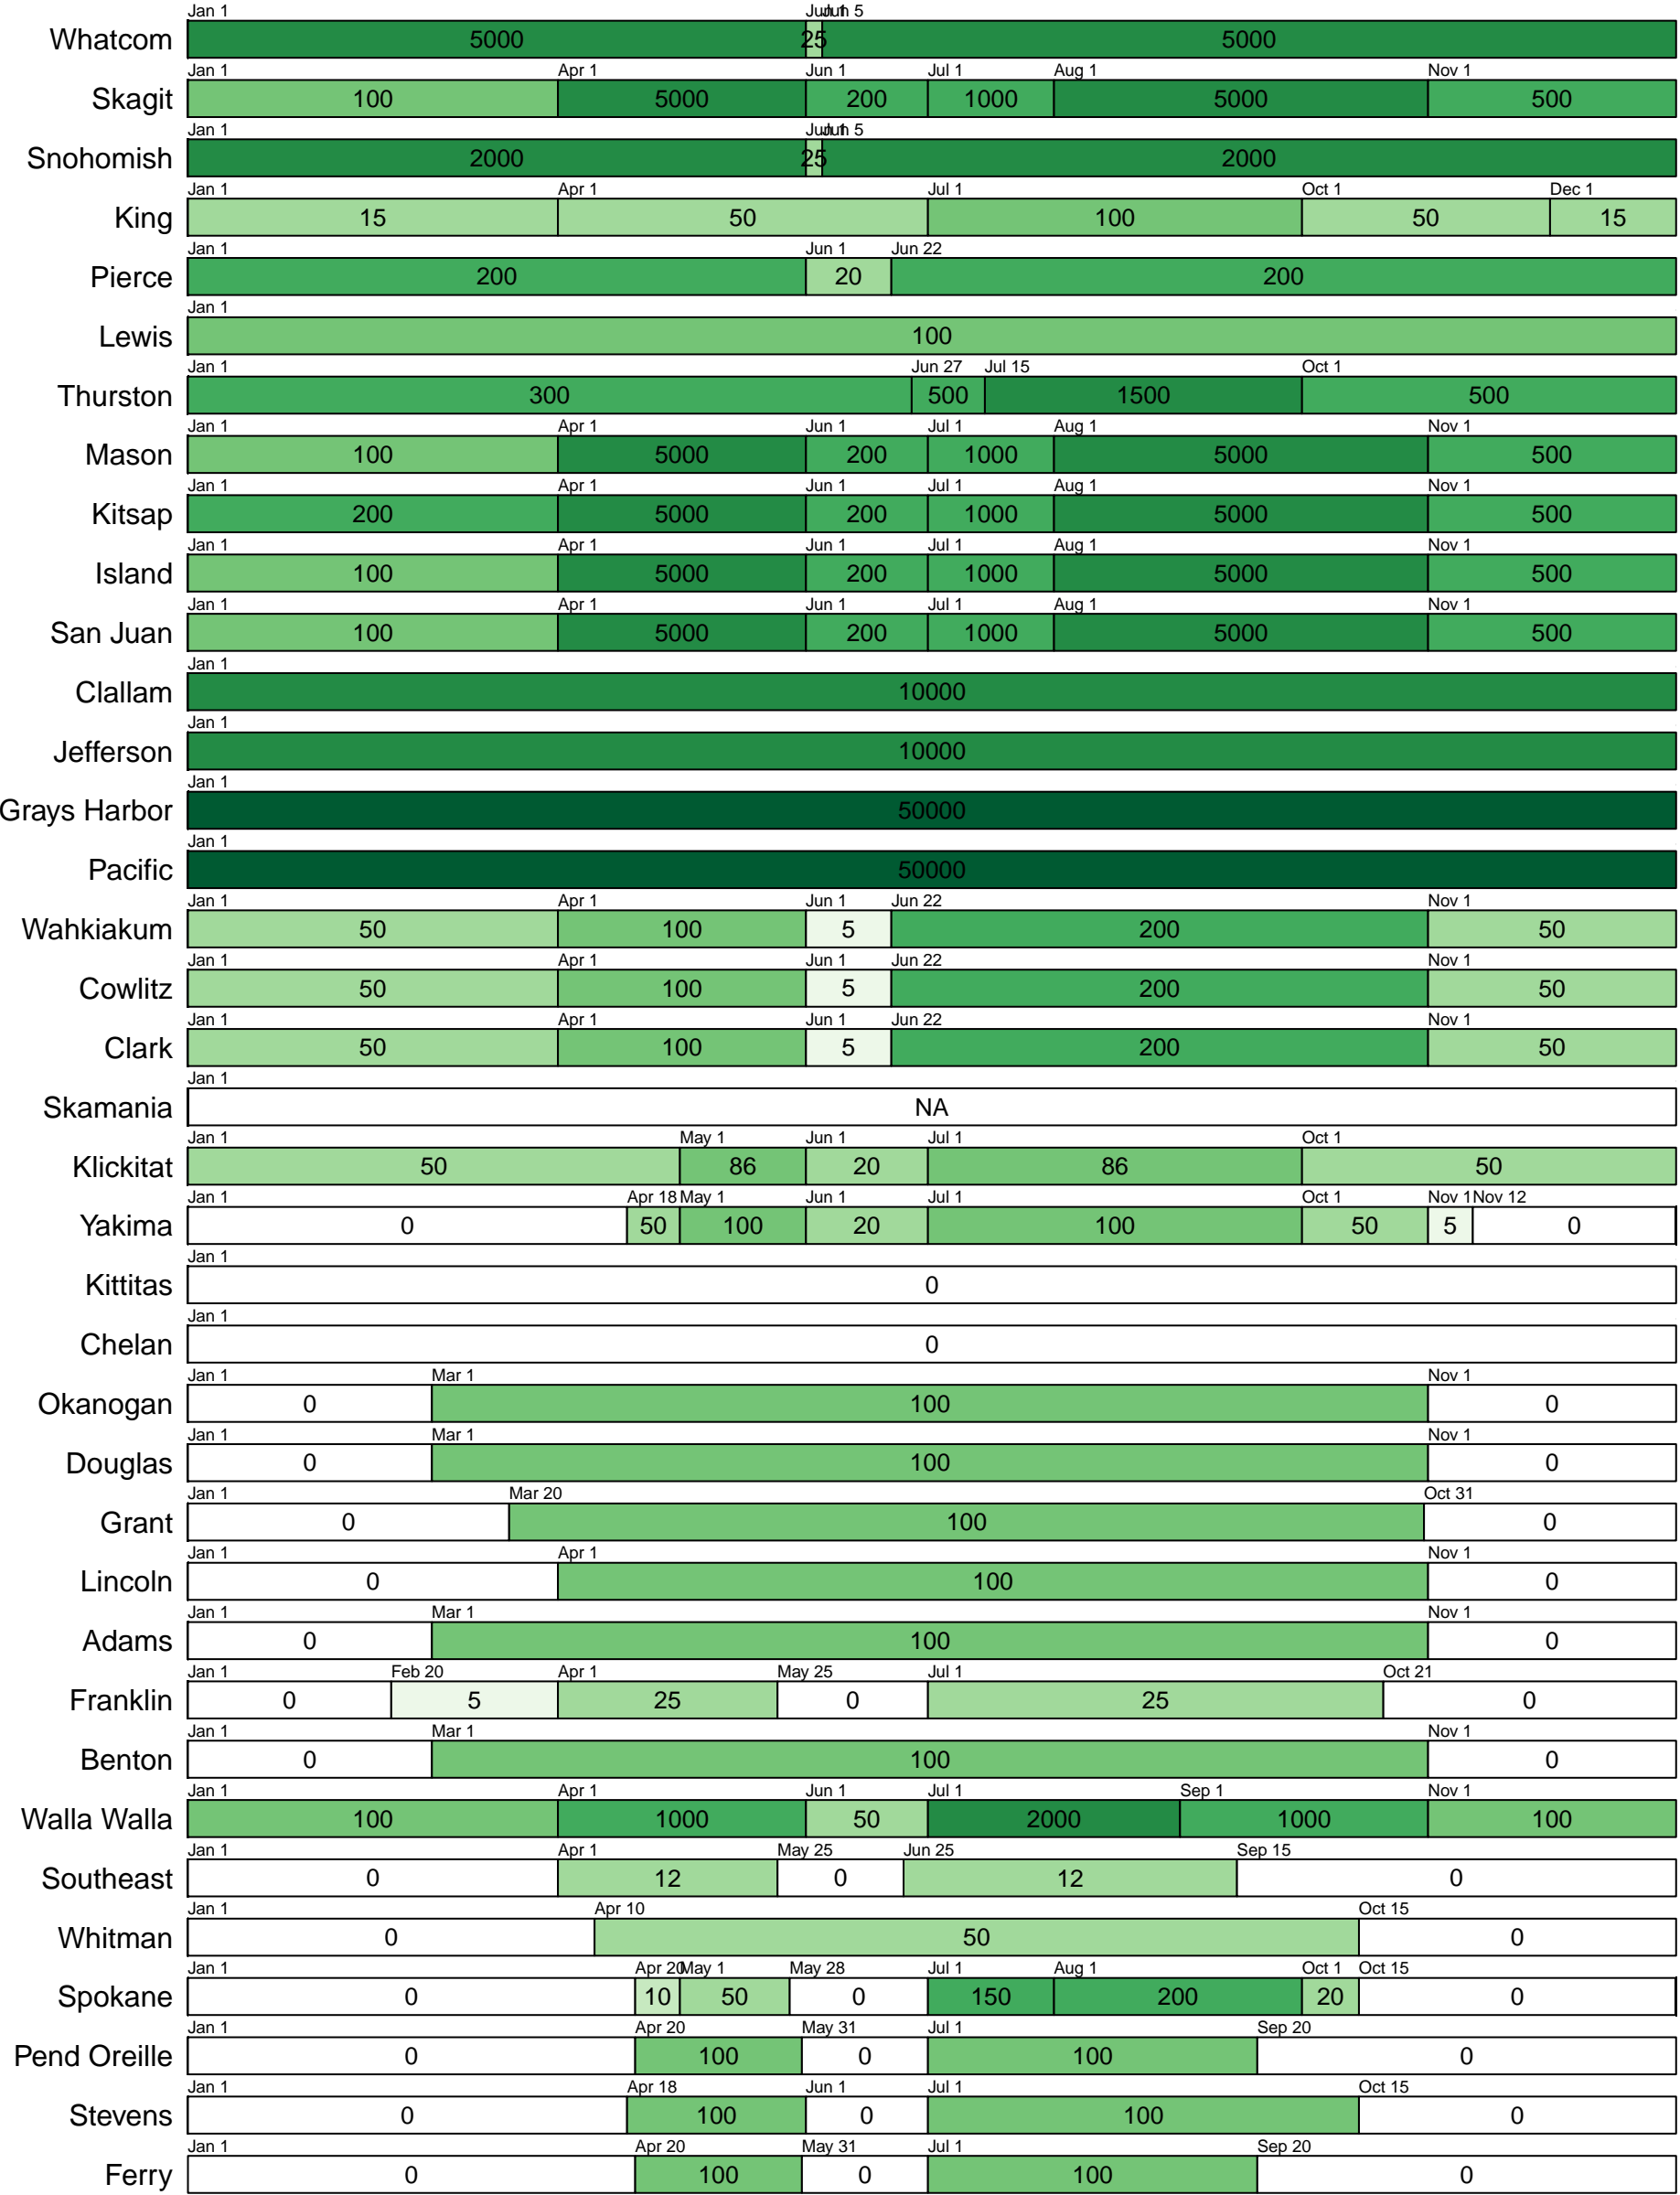 Jan 1 Jun 1 Jun 5
Whatcom 5000 25 5000
Jan 1 Apr 1 Jun 1 Jul 1 Aug 1 Nov 1
Skagit 100 5000 200 1000 5000 500
Jan 1 Jun 1 Jun 5
Snohomish 2000 25 2000
Jan 1 Apr 1 Jul 1 Oct 1 Dec 1
King 15 50 100 50 15
Jan 1 Jun 1 Jun 22
Pierce 200 20 200
Jan 1
Lewis 100
Jan 1 Jun 27 Jul 15 Oct 1
Thurston 300 500 1500 500
Jan 1 Apr 1 Jun 1 Jul 1 Aug 1 Nov 1
Mason 100 5000 200 1000 5000 500
Jan 1 Apr 1 Jun 1 Jul 1 Aug 1 Nov 1
Kitsap 200 5000 200 1000 5000 500
Jan 1 Apr 1 Jun 1 Jul 1 Aug 1 Nov 1
Island 100 5000 200 1000 5000 500
Jan 1 Apr 1 Jun 1 Jul 1 Aug 1 Nov 1
San Juan 100 5000 200 1000 5000 500
Jan 1
Clallam 10000
Jan 1
Jefferson 10000
Jan 1
Grays Harbor 50000
Jan 1
Pacific 50000
Jan 1 Apr 1 Jun 1 Jun 22 Nov 1
Wahkiakum 50 100 5 200 50
Jan 1 Apr 1 Jun 1 Jun 22 Nov 1
Cowlitz 50 100 5 200 50
Jan 1 Apr 1 Jun 1 Jun 22 Nov 1
Clark 50 100 5 200 50
Jan 1
Skamania NA
Jan 1 May 1 Jun 1 Jul 1 Oct 1
Klickitat 50 86 20 86 50
Jan 1 Apr 18 May 1 Jun 1 Jul 1 Oct 1 Nov 1 Nov 12
Yakima 0 50 100 20 100 50 5 0
Jan 1
Kittitas 0
Jan 1
Chelan 0
Jan 1 Mar 1 Nov 1
Okanogan 0 100 0
Jan 1 Mar 1 Nov 1
Douglas 0 100 0
Jan 1 Mar 20 Oct 31
Grant 0 100 0
Jan 1 Apr 1 Nov 1
Lincoln 0 100 0
Jan 1 Mar 1 Nov 1
Adams 0 100 0
Jan 1 Feb 20 Apr 1 May 25 Jul 1 Oct 21
Franklin 0 5 25 0 25 0
Jan 1 Mar 1 Nov 1
Benton 0 100 0
Jan 1 Apr 1 Jun 1 Jul 1 Sep 1 Nov 1
Walla Walla 100 1000 50 2000 1000 100
Jan 1 Apr 1 May 25 Jun 25 Sep 15
Southeast 0 12 0 12 0
Jan 1 Apr 10 Oct 15
Whitman 0 50 0
Jan 1 Apr 20 May 1 May 28 Jul 1 Aug 1 Oct 1 Oct 15
Spokane 0 10 50 0 150 200 20 0
Jan 1 Apr 20 May 31 Jul 1 Sep 20
Pend Oreille 0 100 0 100 0
Jan 1 Apr 18 Jun 1 Jul 1 Oct 15
Stevens 0 100 0 100 0
Jan 1 Apr 20 May 31 Jul 1 Sep 20
Ferry 0 100 0 100 0